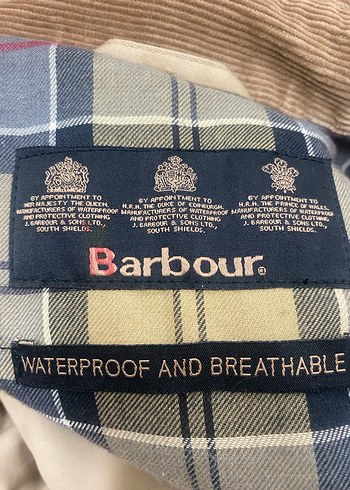 BY APPOINTMENT TO
HER MAJESTY THE QUEEN.
MANUFACTURERS OF WATERPROOF
AND PROTECTIVE CLOTHING
J. BARBOUR & SONS LTD.,
SOUTH SHIELDS.
BY APPOINTMENT TO
H.R.H. THE DUKE OF EDINBURGH.
MANUFACTURERS OF WATERPROOF
AND PROTECTIVE CLOTHING
J. BARBOUR & SONS LTD.,
SOUTH SHIELDS.
BY APPOINTMENT TO
H.R.H. THE PRINCE OF WALES.
MANUFACTURERS OF WATERPROOF
AND PROTECTIVE CLOTHING
J. BARBOUR & SONS LTD.,
SOUTH SHIELDS.
Barbour®
WATERPROOF AND BREATHABLE